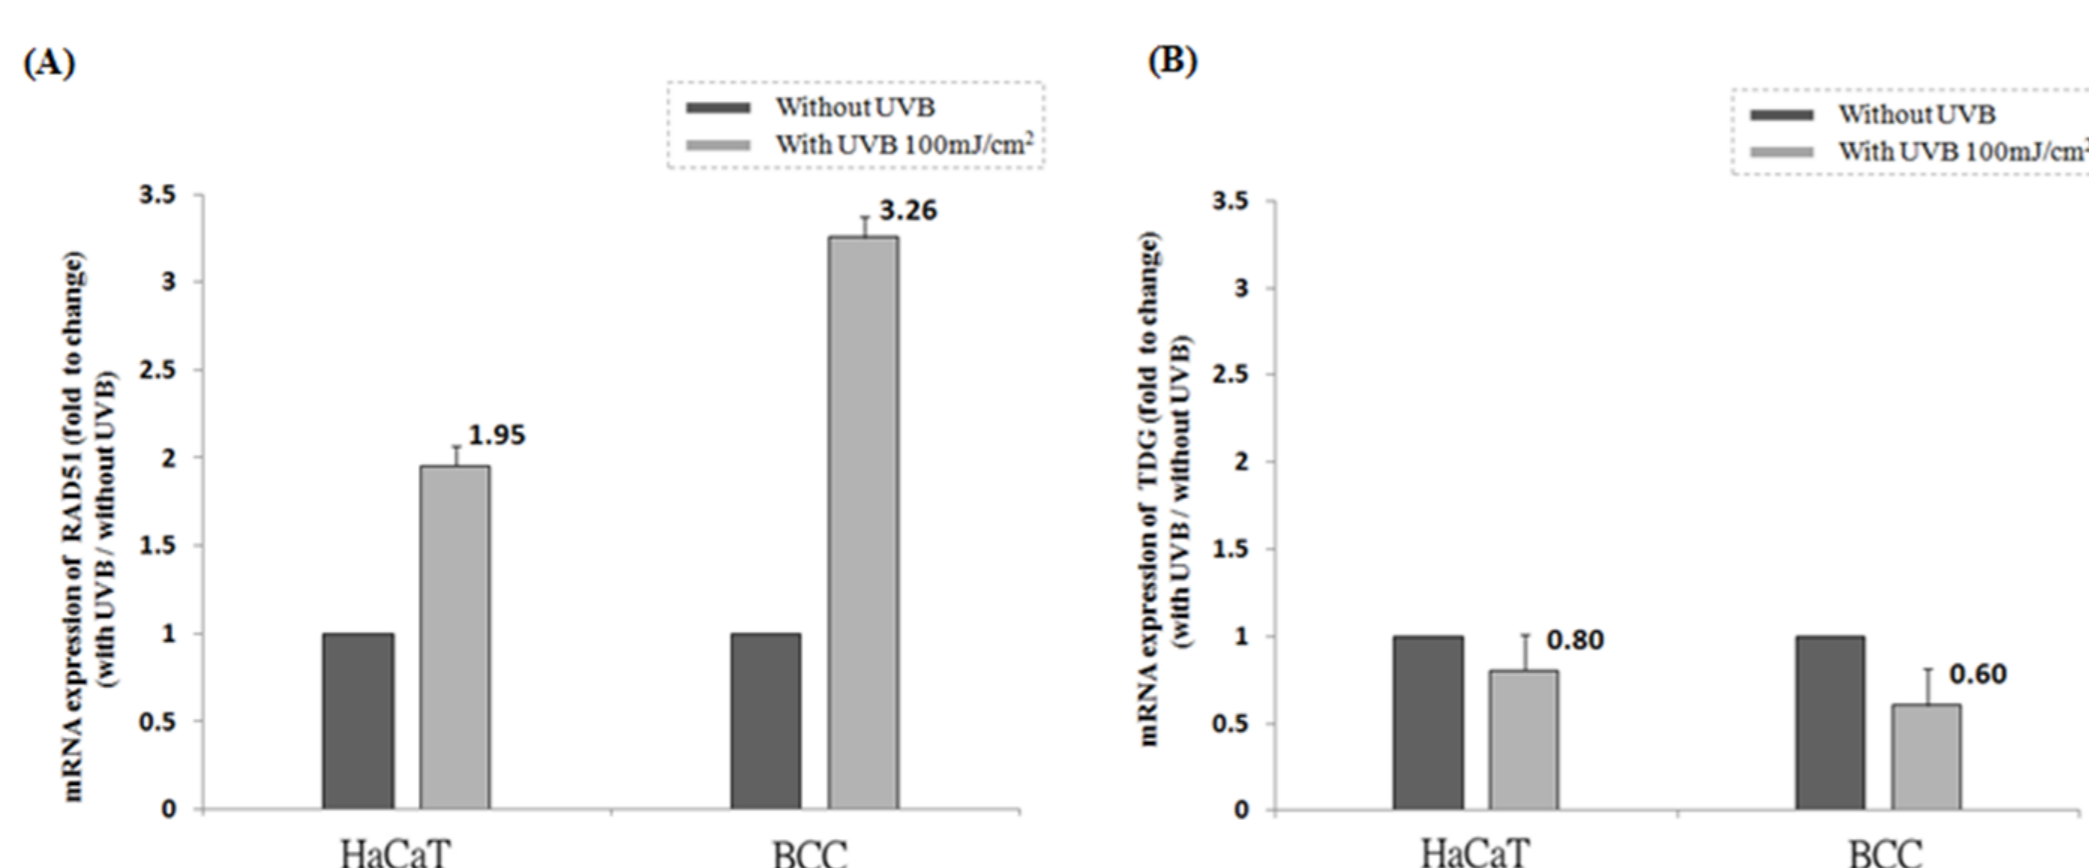 (A)
Without UVB
With UVB 100mJ/cm²
mRNA expression of RAD51 (fold to change)
(with UVB / without UVB)
3.5
3
2.5
2
1.5
1
0.5
0
1.95
3.26
HaCaT
BCC
(B)
Without UVB
With UVB 100mJ/cm²
mRNA expression of TDG (fold to change)
(with UVB / without UVB)
3.5
3
2.5
2
1.5
1
0.5
0
0.80
0.60
HaCaT
BCC